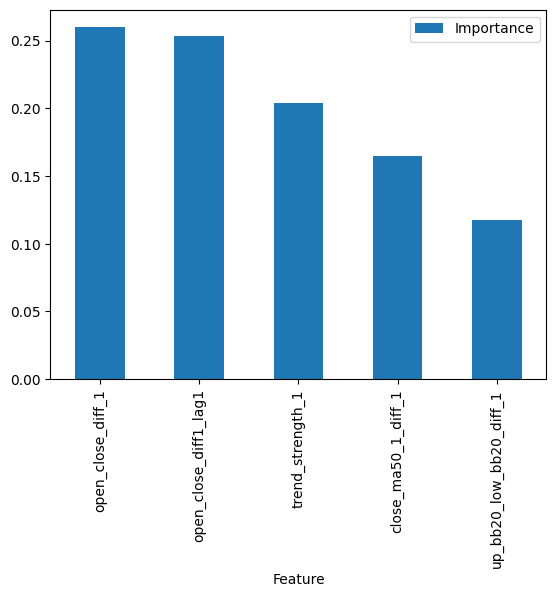 Importance
0.25
0.20
0.15
0.10
0.05
0.00
open_close_diff_1
open_close_diff1_lag1
trend_strength_1
close_ma50_1_diff_1
up_bb20_low_bb20_diff_1
Feature